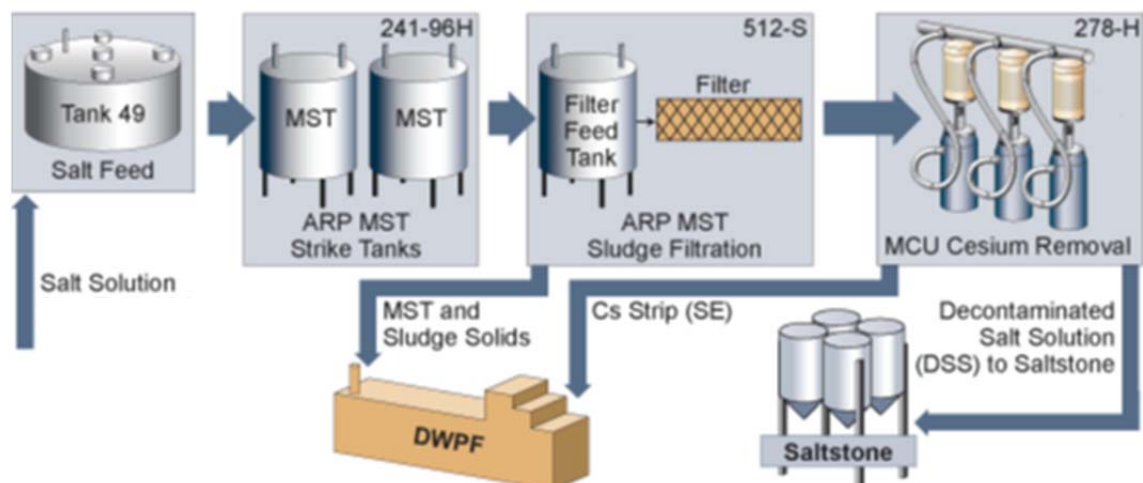 Tank 49
Salt Feed
Salt Solution
241-96H
MST
MST
ARP MST
Strike Tanks
512-S
Filter
Feed
Tank
Filter
ARP MST
Sludge Filtration
278-H
MCU Cesium Removal
MST and
Sludge Solids
Cs Strip (SE)
DWPF
Decontaminated
Salt Solution
(DSS) to Saltstone
Saltstone